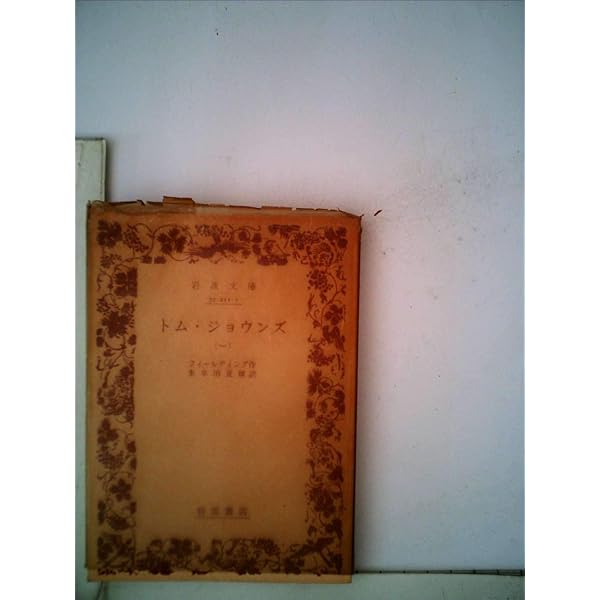 岩波文庫
トム・ジョウンズ
(一)
フィールディング作
朱牟田夏雄訳
岩波書店